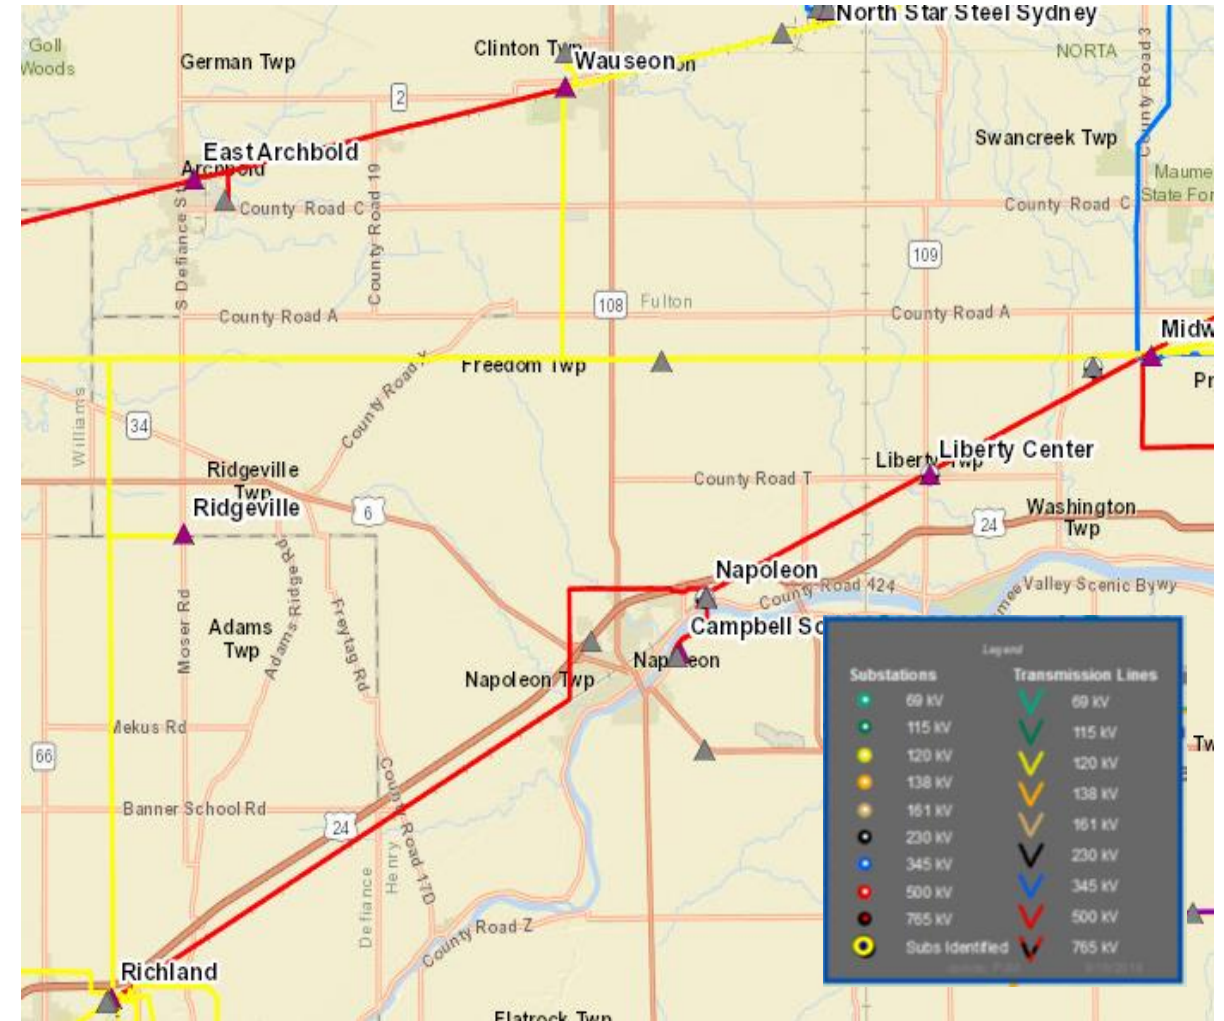 North Star Steel Sydney
Goll
Woods
German Twp
Clinton Twp
Wauseon
NORTA
County Road 3
2
Swancreek Twp
East Archbold
Archbold
County Road 19
Maume
State For
County Road C
County Road C
S Defiance St
109
108
Fulton
County Road A
County Road A
Midw
Freedom Twp
Pr
Williams
34
County Road
Liberty Center
Liberty Twp
Ridgeville
Twp
County Road T
Ridgeville
6
24
Washington
Twp
Napoleon
County Road 424
Valley Scenic Bywy
Moser Rd
Adams Ridge Rd
Freytag Rd
Adams
Twp
Campbell So
Napoleon
Napoleon Twp
Legend
Substations
Transmission Lines
69 kV
69 kV
115 kV
115 kV
120 kV
120 kV
138 kV
138 kV
161 kV
161 kV
230 kV
230 kV
345 kV
345 kV
500 kV
500 kV
765 kV
765 kV
Subs Identified
Mekus Rd
66
Tw
Banner School Rd
24
County Road 17D
Defiance
Henry
County Road Z
Richland
Flatrock Twp